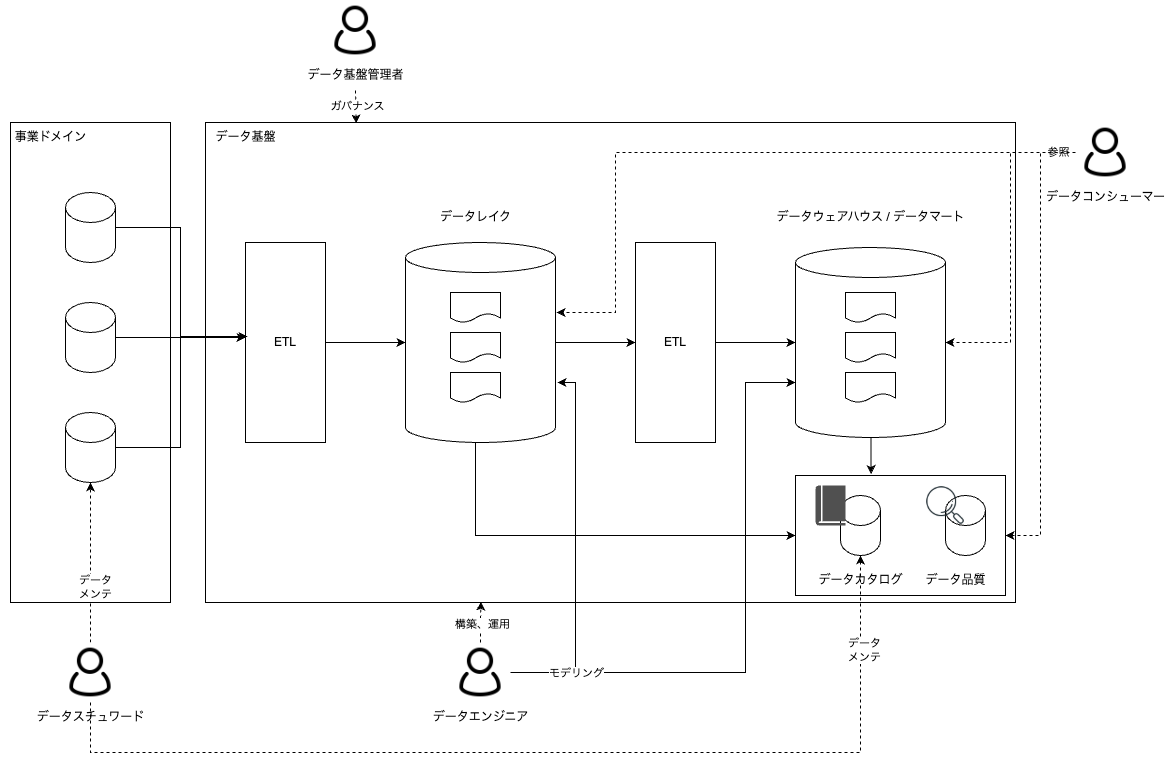 データ基盤管理者
ガバナンス
事業ドメイン
データ基盤
参照
データコンシューマー
データレイク
データウェアハウス / データマート
ETL
ETL
データ
メンテ
データカタログ
データ品質
構築、運用
データ
メンテ
モデリング
データスチュワード
データエンジニア